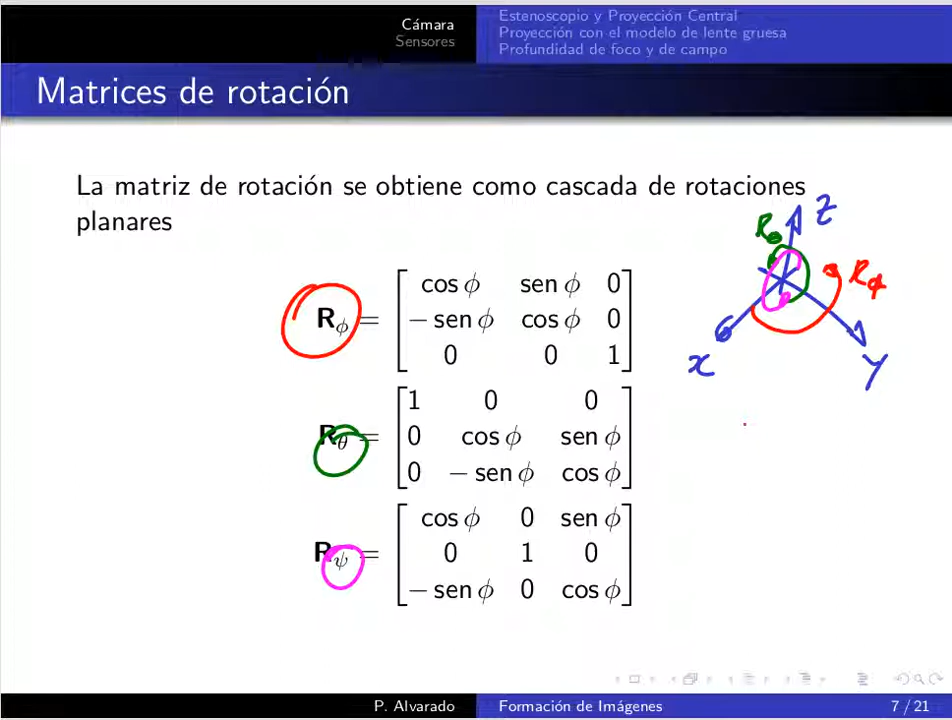 Cámara
Sensores
Estenoscopio y Proyección Central
Proyección con el modelo de lente gruesa
Profundidad de foco y de campo
Matrices de rotación
La matriz de rotación se obtiene como cascada de rotaciones
planares
R_ϕ = [cos ϕ sen ϕ 0
− sen ϕ cos ϕ 0
0 0 1]
R_θ = [1 0 0
0 cos ϕ sen ϕ
0 − sen ϕ cos ϕ]
R_ψ = [cos ϕ 0 sen ϕ
0 1 0
− sen ϕ 0 cos ϕ]
Z
R_θ
R_ϕ
x
y
P. Alvarado
Formación de Imágenes
7 / 21